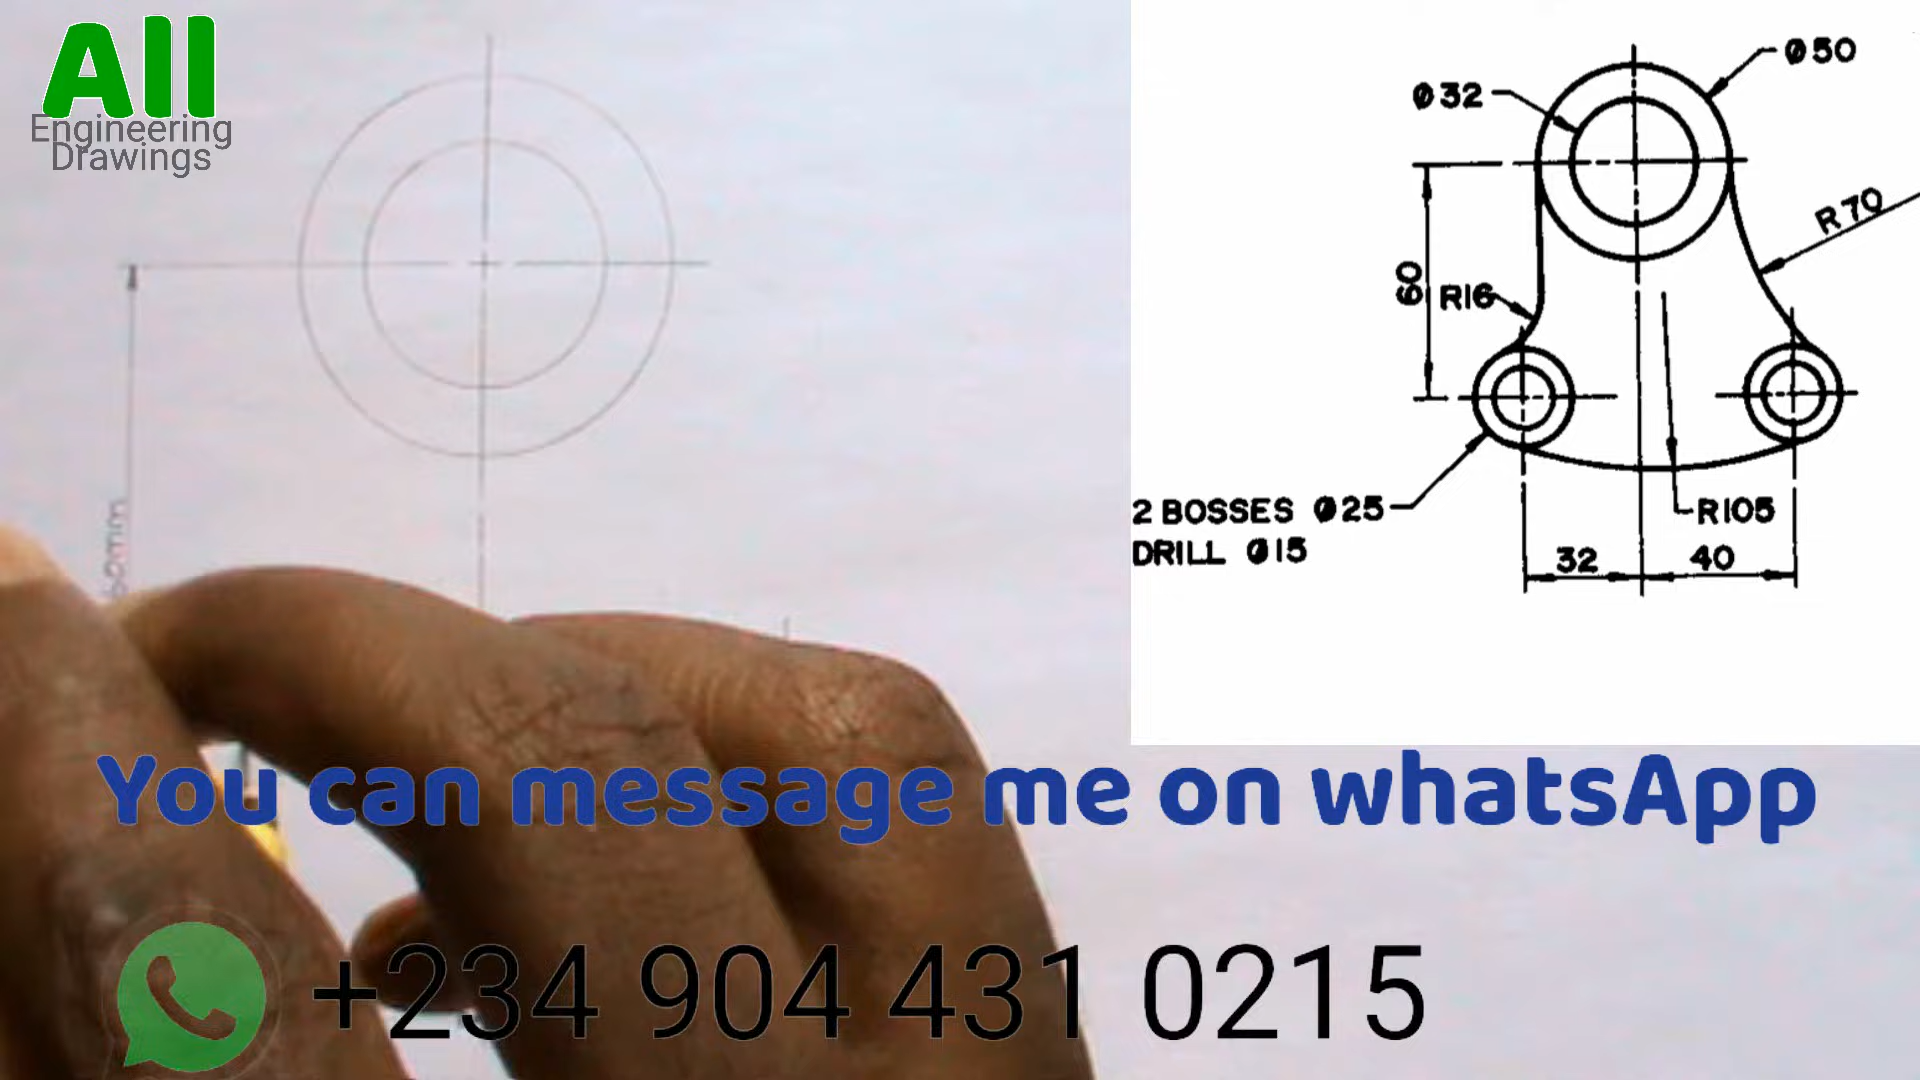 All
Engineering
Drawings
Ø50
Ø32
R70
60
R16
2 BOSSES Ø25
DRILL Ø15
R105
32
40
60mm
You can message me on whatsApp
+234 904 431 0215